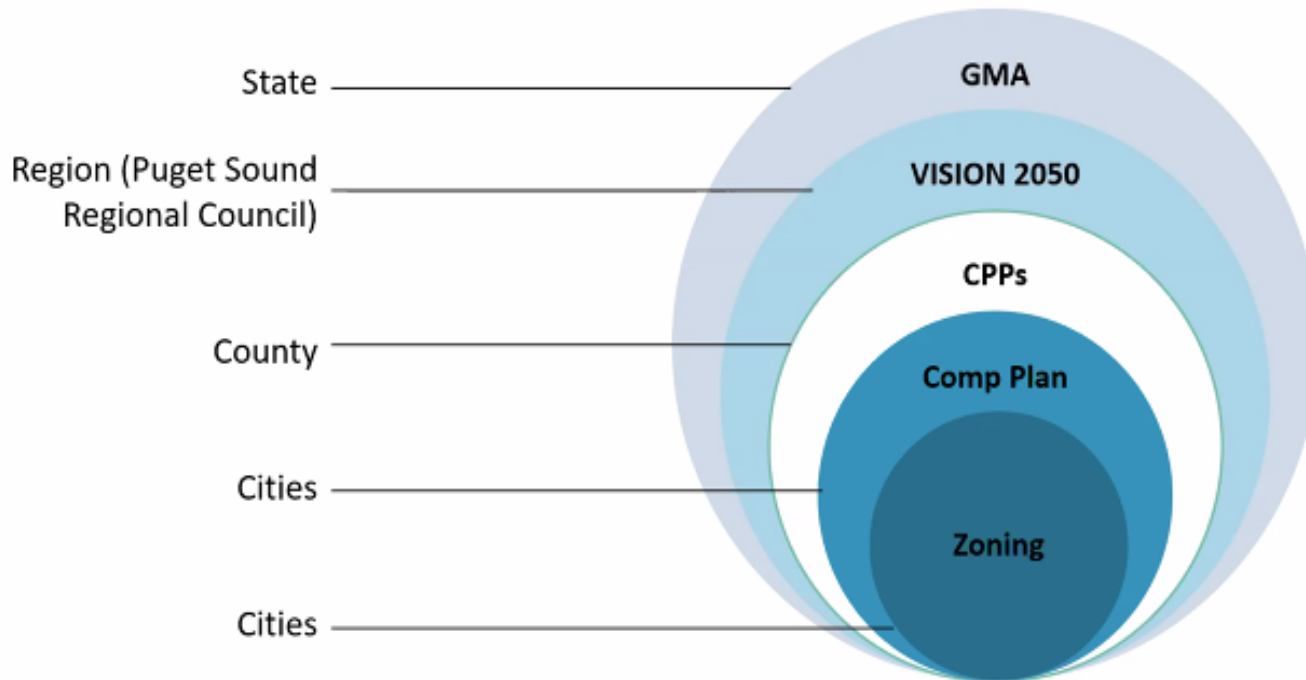 State
GMA
Region (Puget Sound
Regional Council)
VISION 2050
CPPs
County
Comp Plan
Cities
Zoning
Cities